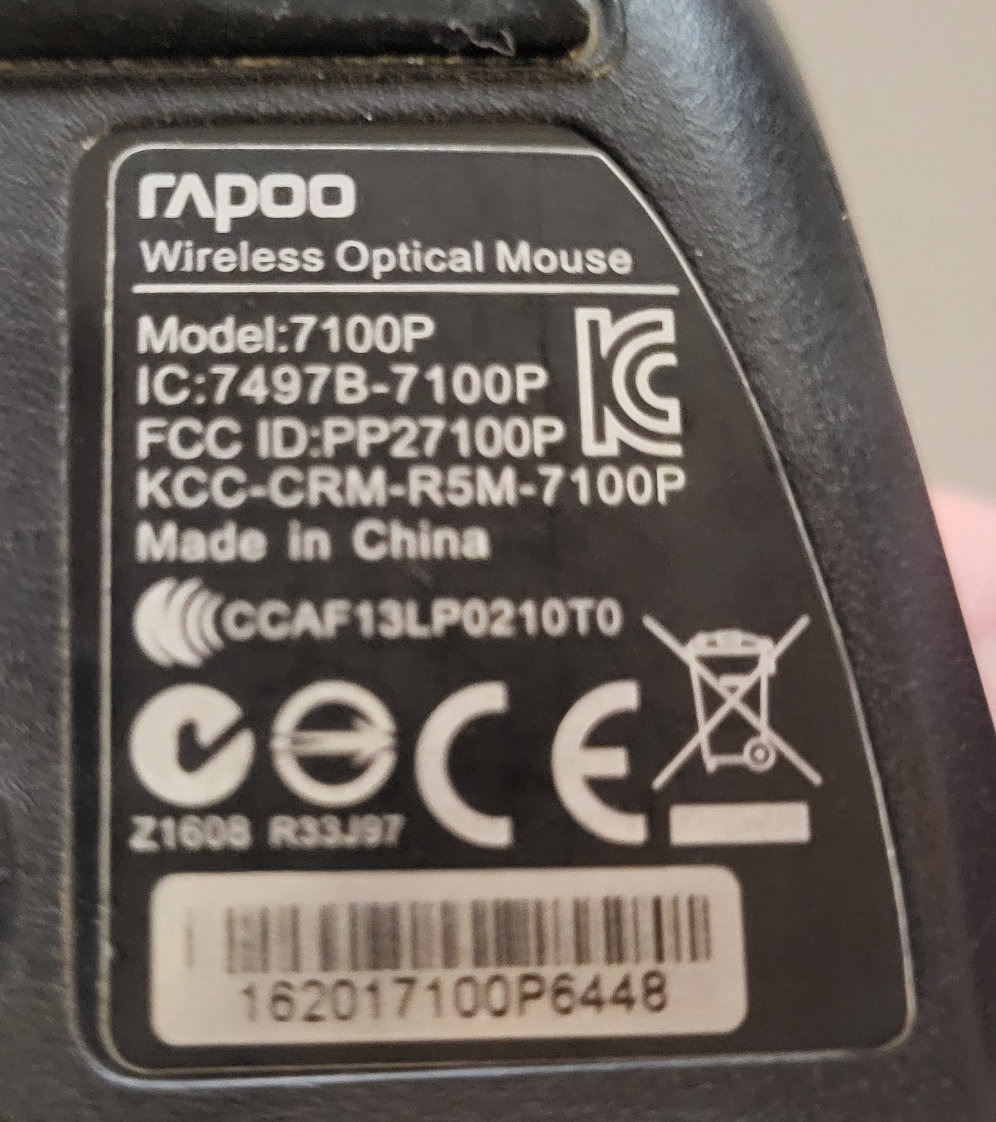 rapoo
Wireless Optical Mouse
Model:7100P
IC:7497B-7100P
FCC ID:PP27100P
KCC-CRM-R5M-7100P
Made in China
CCAF13LP0210T0
Z1608 R33J97
CE
162017100P6448